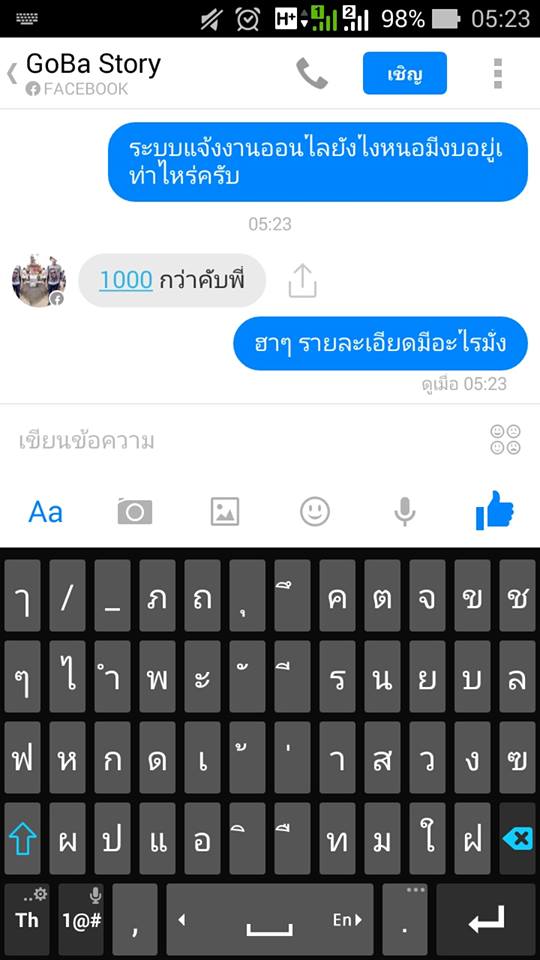 H+ 1 2 98% 05:23
GoBa Story
FACEBOOK
เชิญ
ระบบแจ้งงานออนไลยังไงหนอมีงบอยู่เ
ท่าไหร่ครับ
05:23
1000 กว่าคับพี่
ฮาๆ รายละเอียดมีอะไรมั่ง
ดูเมื่อ 05:23
เขียนข้อความ
Aa
ๅ / _ ภ ถ ุ ึ ค ต จ ข ช
ๆ ไ ำ พ ะ ั ี ร น ย บ ล
ฟ ห ก ด เ ้ ่ า ส ว ง ฃ
ผ ป แ อ ิ ื ท ม ใ ฝ
Th 1@# , En .